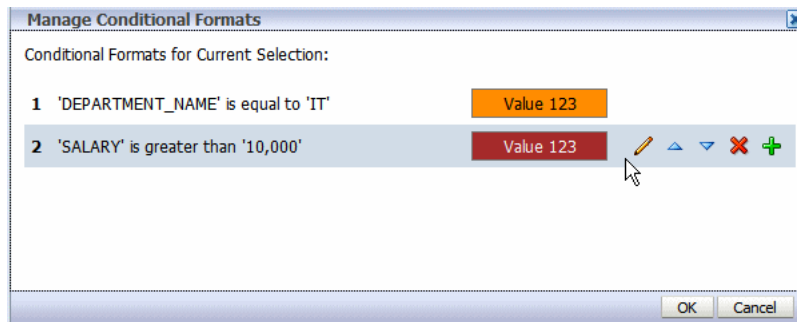 Manage Conditional Formats
Conditional Formats for Current Selection:
1 'DEPARTMENT_NAME' is equal to 'IT' Value 123
2 'SALARY' is greater than '10,000' Value 123
OK Cancel